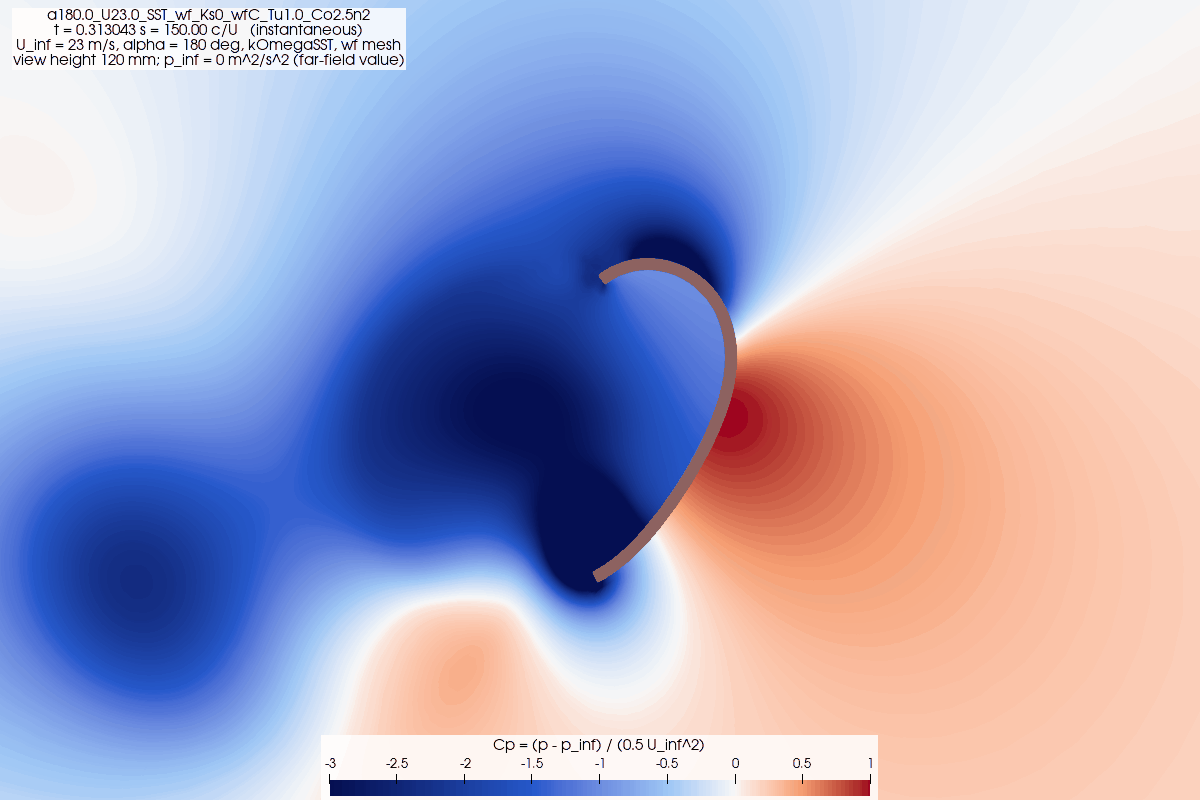 a180.0_U23.0_SST_wf_Ks0_wfC_Tu1.0_Co2.5n2
t = 0.313043 s = 150.00 c/U (instantaneous)
U_inf = 23 m/s, alpha = 180 deg, kOmegaSST, wf mesh
view height 120 mm; p_inf = 0 m^2/s^2 (far-field value)
Cp = (p - p_inf) / (0.5 U_inf^2)
-3 -2.5 -2 -1.5 -1 -0.5 0 0.5 1